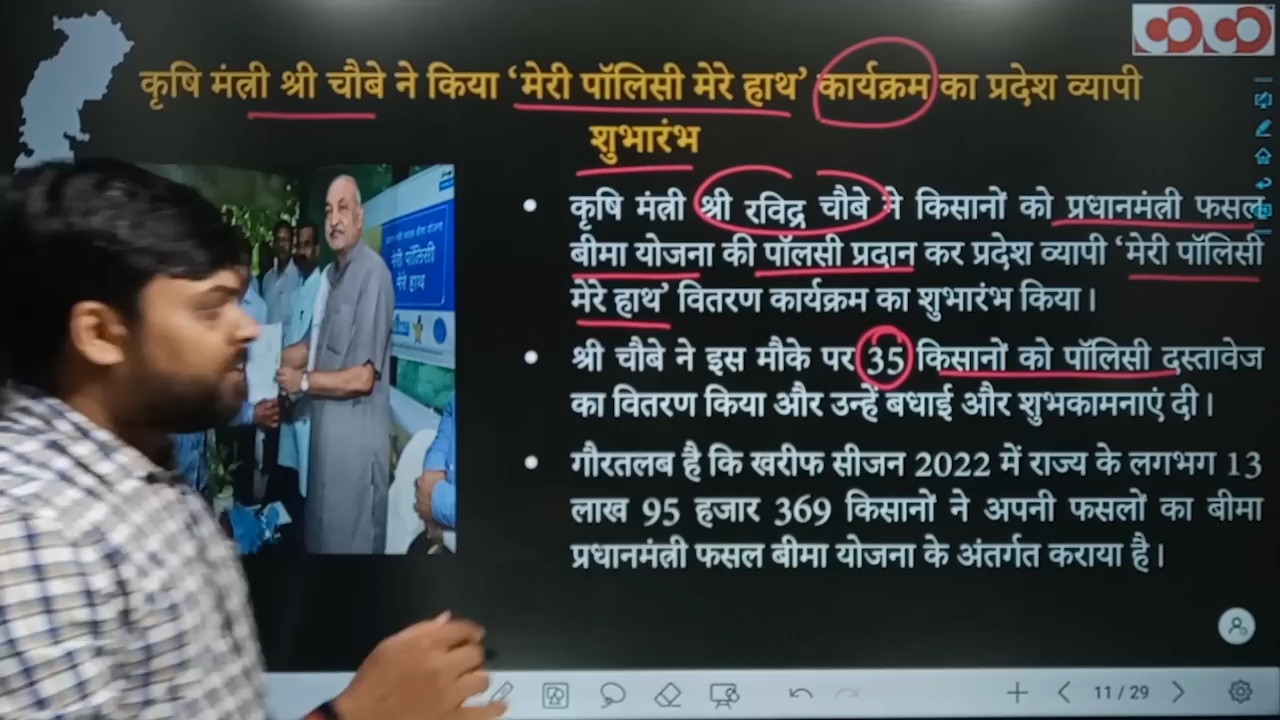 कृषि मंत्री श्री चौबे ने किया ‘मेरी पॉलिसी मेरे हाथ’ कार्यक्रम का प्रदेश व्यापी
शुभारंभ
मेरी पॉलिसी
मेरे हाथ
• कृषि मंत्री श्री रविद्र चौबे ने किसानों को प्रधानमंत्री फसल
बीमा योजना की पॉलसी प्रदान कर प्रदेश व्यापी ‘मेरी पॉलिसी
मेरे हाथ’ वितरण कार्यक्रम का शुभारंभ किया।
• श्री चौबे ने इस मौके पर 35 किसानों को पॉलिसी दस्तावेज
का वितरण किया और उन्हें बधाई और शुभकामनाएं दी।
• गौरतलब है कि खरीफ सीजन 2022 में राज्य के लगभग 13
लाख 95 हजार 369 किसानों ने अपनी फसलों का बीमा
प्रधानमंत्री फसल बीमा योजना के अंतर्गत कराया है।
11 / 29